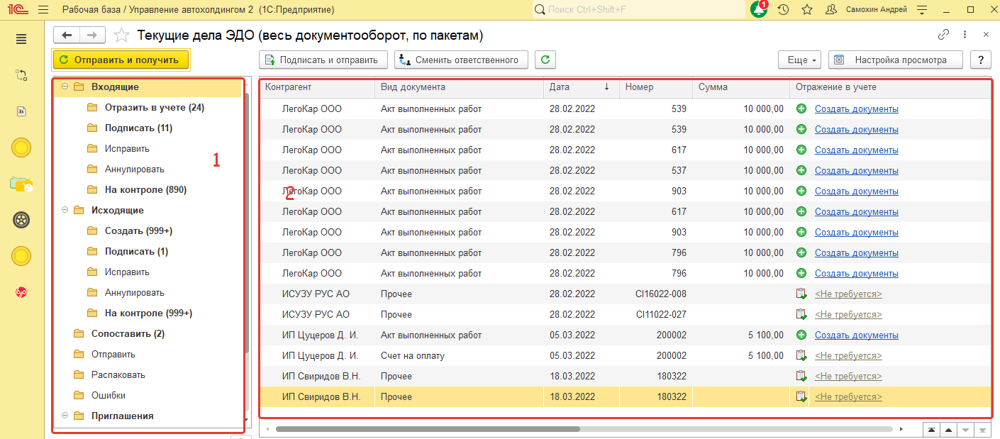 1С Рабочая база / Управление автохолдингом 2 (1С:Предприятие) Поиск Ctrl+Shift+F 1 Самохин Андрей
Текущие дела ЭДО (весь документооборот, по пакетам)
Отправить и получить Подписать и отправить Сменить ответственного Еще Настройка просмотра ?
Входящие
Отразить в учете (24)
Подписать (11)
Исправить
Аннулировать
На контроле (890)
Исходящие
Создать (999+)
Подписать (1)
Исправить
Аннулировать
На контроле (999+)
Сопоставить (2)
Отправить
Распаковать
Ошибки
Приглашения
1
Контрагент Вид документа Дата ↓ Номер Сумма Отражение в учете
ЛегоКар ООО Акт выполненных работ 28.02.2022 539 10 000,00 Создать документы
ЛегоКар ООО Акт выполненных работ 28.02.2022 539 10 000,00 Создать документы
ЛегоКар ООО Акт выполненных работ 28.02.2022 617 10 000,00 Создать документы
ЛегоКар ООО Акт выполненных работ 28.02.2022 537 10 000,00 Создать документы
ЛегоКар ООО Акт выполненных работ 28.02.2022 903 10 000,00 Создать документы
2
ЛегоКар ООО Акт выполненных работ 28.02.2022 617 10 000,00 Создать документы
ЛегоКар ООО Акт выполненных работ 28.02.2022 903 10 000,00 Создать документы
ЛегоКар ООО Акт выполненных работ 28.02.2022 796 10 000,00 Создать документы
ЛегоКар ООО Акт выполненных работ 28.02.2022 796 10 000,00 Создать документы
ИСУЗУ РУС АО Прочее 28.02.2022 CI16022-008 <Не требуется>
ИСУЗУ РУС АО Прочее 28.02.2022 CI11022-027 <Не требуется>
ИП Цуцеров Д. И. Акт выполненных работ 05.03.2022 200002 5 100,00 Создать документы
ИП Цуцеров Д. И. Счет на оплату 05.03.2022 200002 5 100,00 <Не требуется>
ИП Свиридов В.Н. Прочее 18.03.2022 180322 <Не требуется>
ИП Свиридов В.Н. Прочее 18.03.2022 180322 <Не требуется>